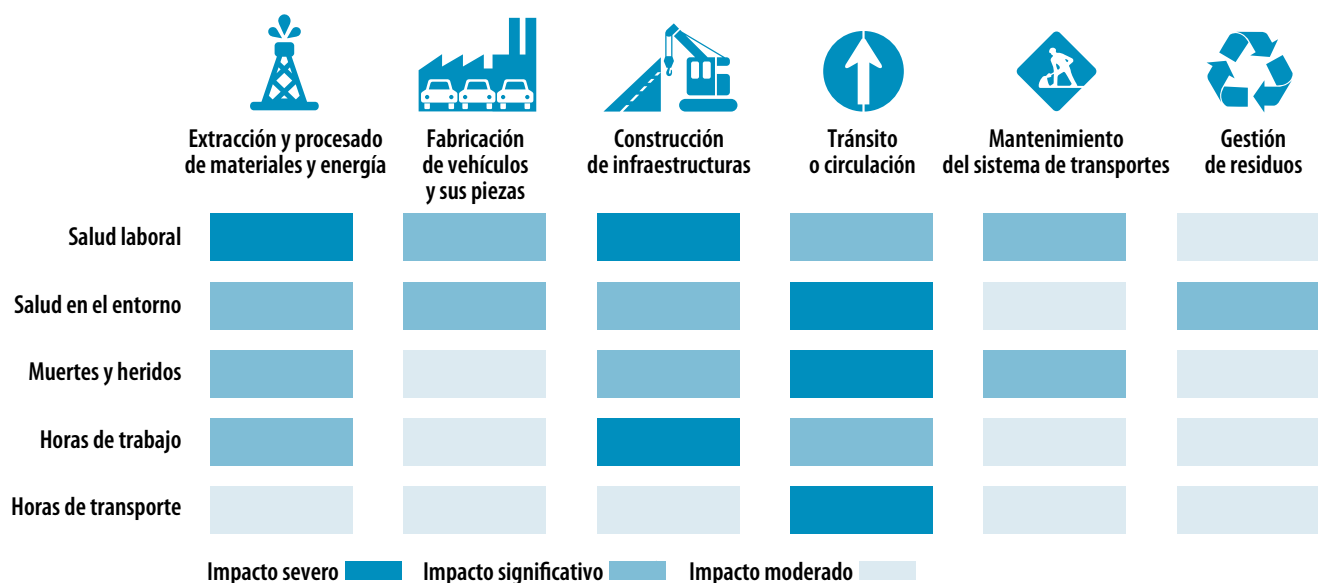 Extracción y procesado
de materiales y energía
Fabricación
de vehículos
y sus piezas
Construcción
de infraestructuras
Tránsito
o circulación
Mantenimiento
del sistema de transportes
Gestión
de residuos
Salud laboral
Salud en el entorno
Muertes y heridos
Horas de trabajo
Horas de transporte
Impacto severo
Impacto significativo
Impacto moderado